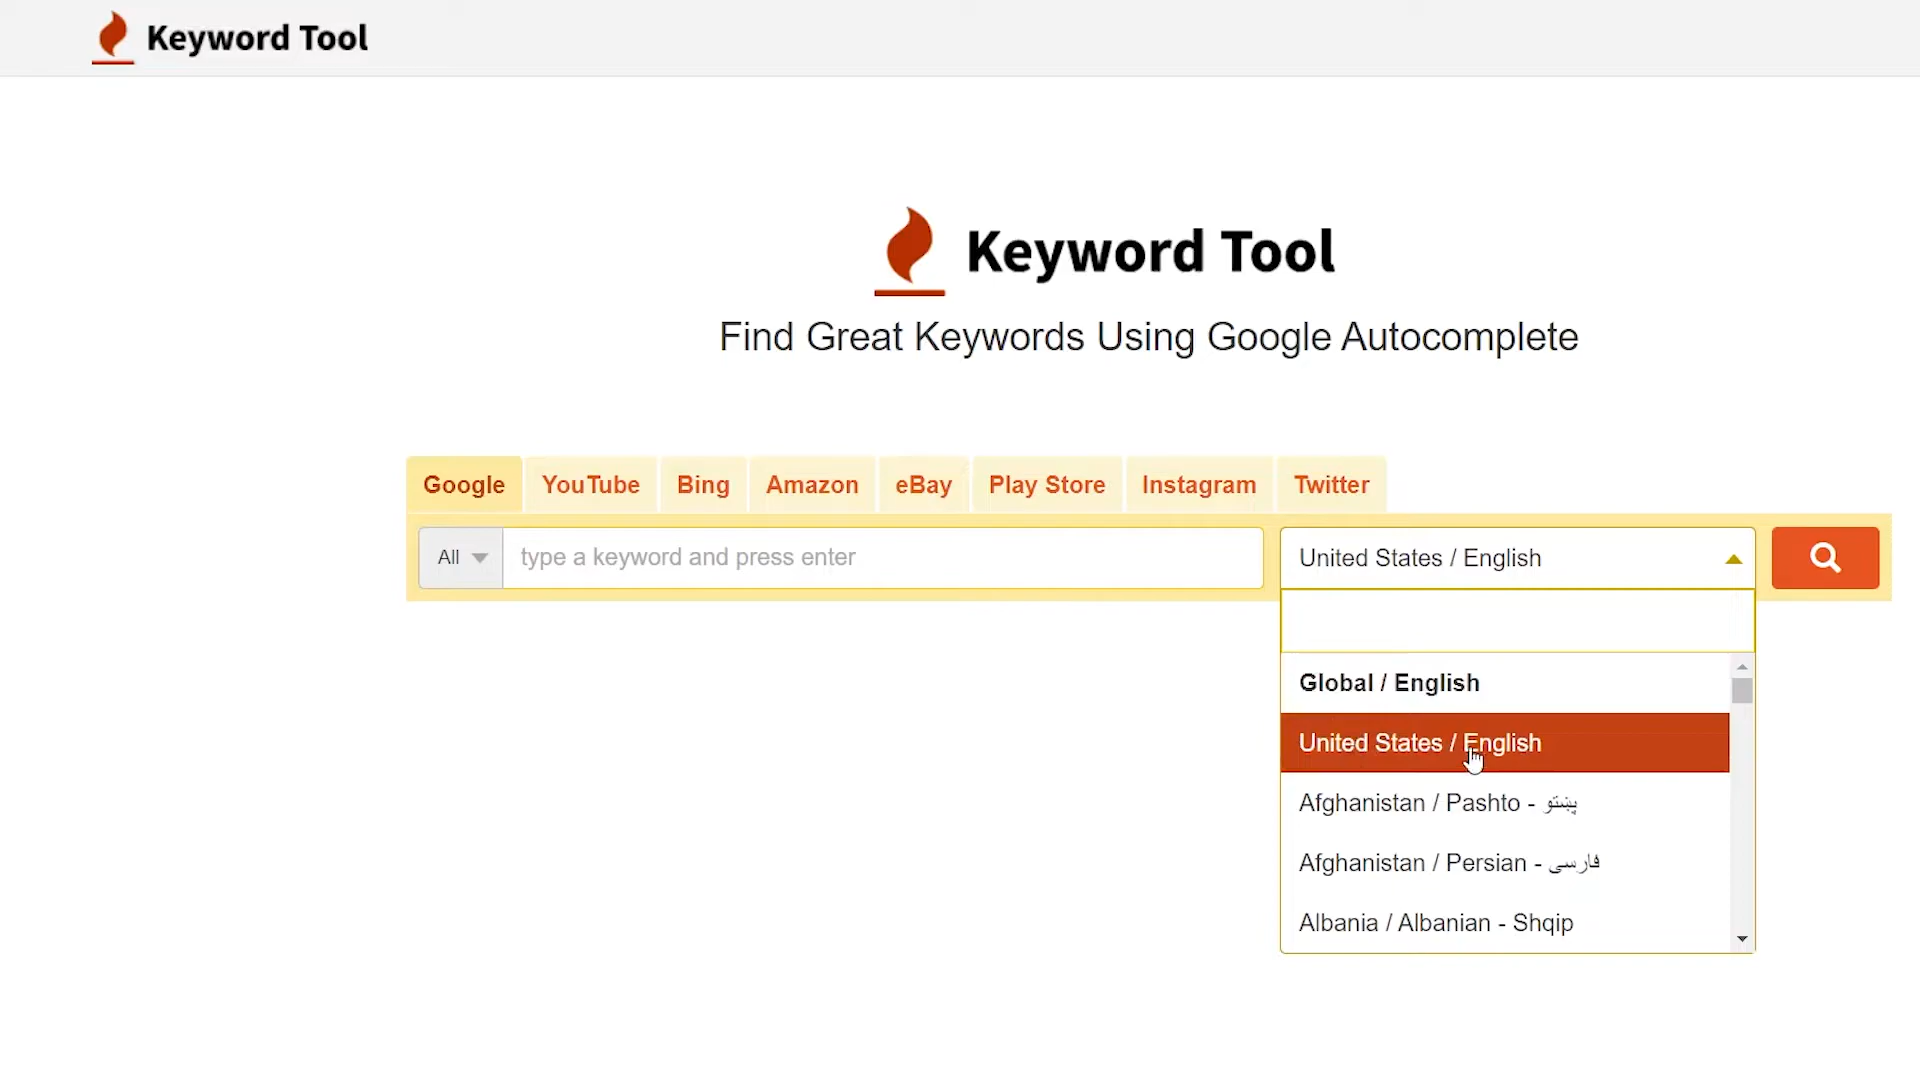 Keyword Tool
Keyword Tool
Find Great Keywords Using Google Autocomplete
Google YouTube Bing Amazon eBay Play Store Instagram Twitter
All type a keyword and press enter United States / English
Global / English
United States / English
Afghanistan / Pashto - پښتو
Afghanistan / Persian - فارسی
Albania / Albanian - Shqip